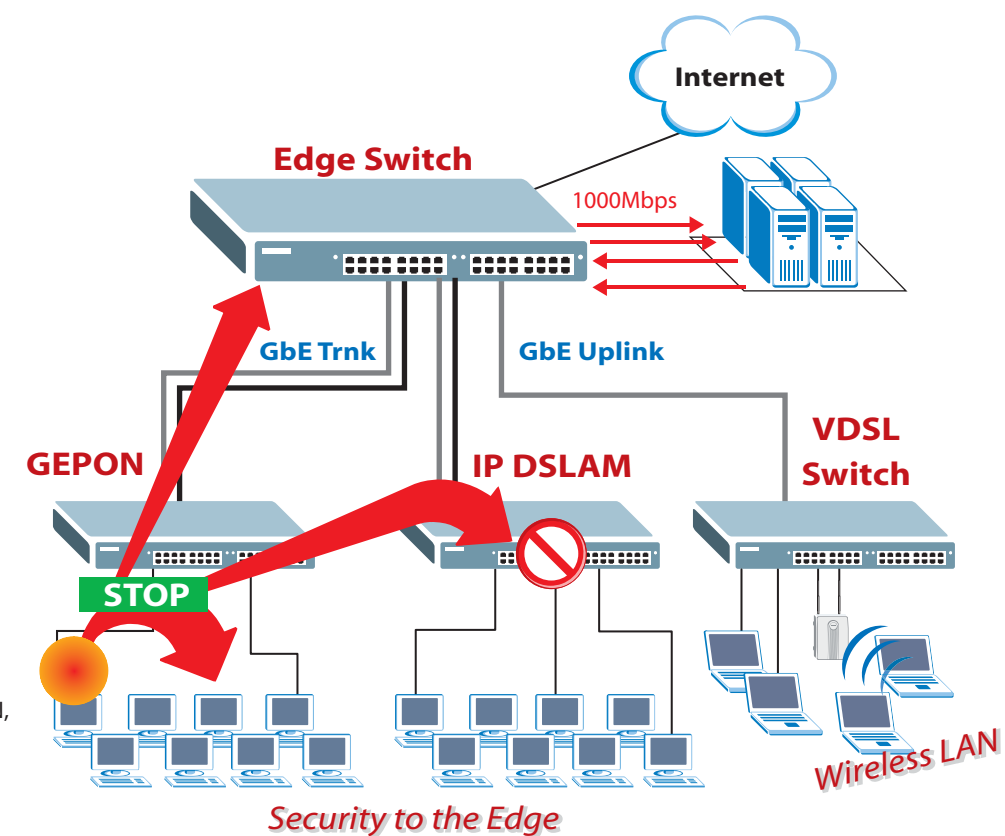 Internet
Edge Switch
1000Mbps
GbE Trnk
GbE Uplink
GEPON
IP DSLAM
VDSL
Switch
STOP
Wireless LAN
Security to the Edge